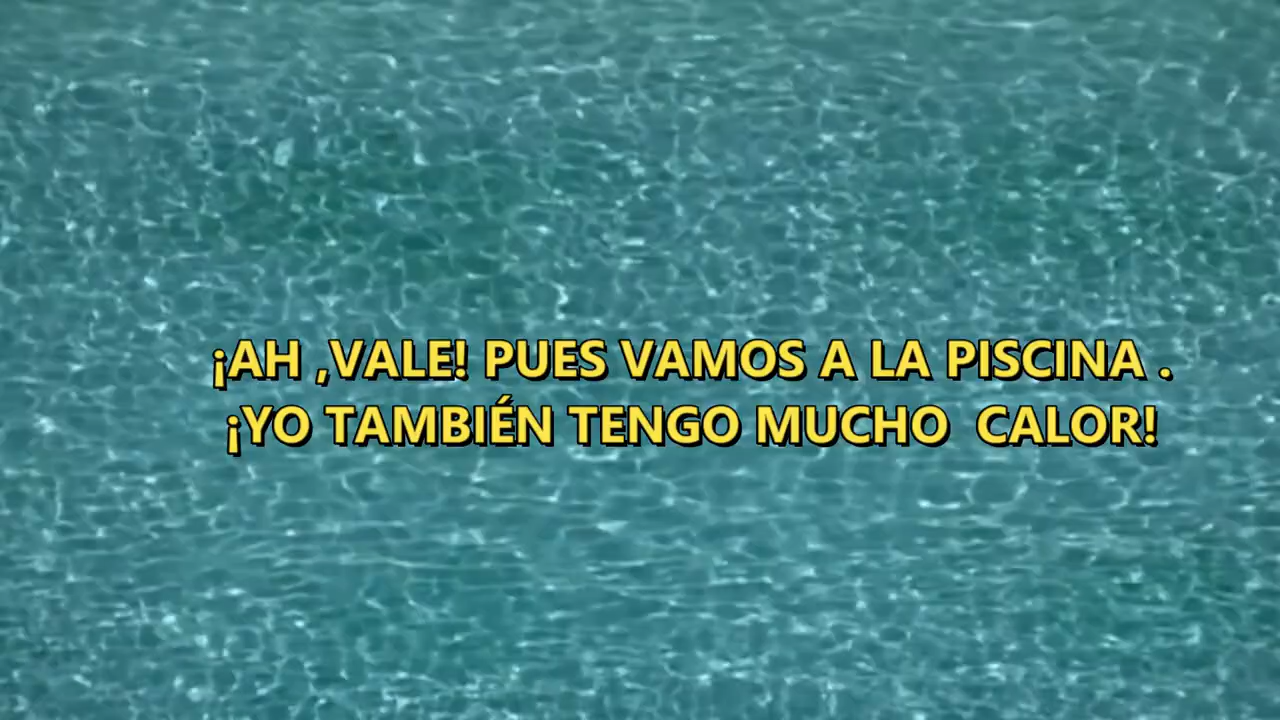 ¡AH ,VALE! PUES VAMOS A LA PISCINA .
¡YO TAMBIÉN TENGO MUCHO  CALOR!